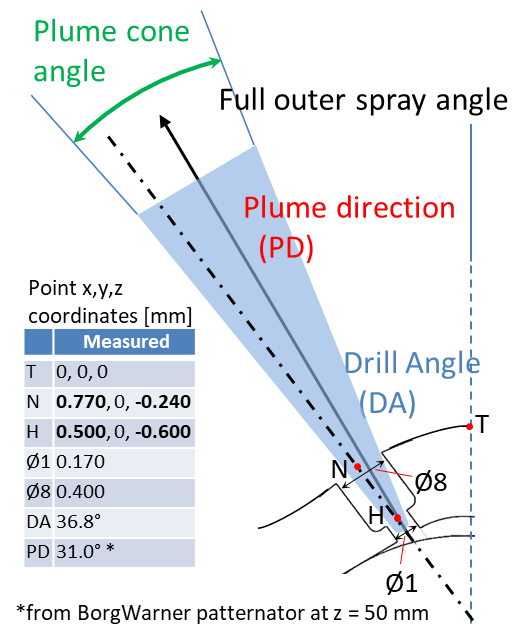 Plume cone
angle
Full outer spray angle
Plume direction
(PD)
Point x,y,z
coordinates [mm]
Measured
T 0, 0, 0
N 0.770, 0, -0.240
H 0.500, 0, -0.600
Ø1 0.170
Ø8 0.400
DA 36.8°
PD 31.0° *
Drill Angle
(DA)
T
N
Ø8
H
Ø1
*from BorgWarner patternator at z = 50 mm